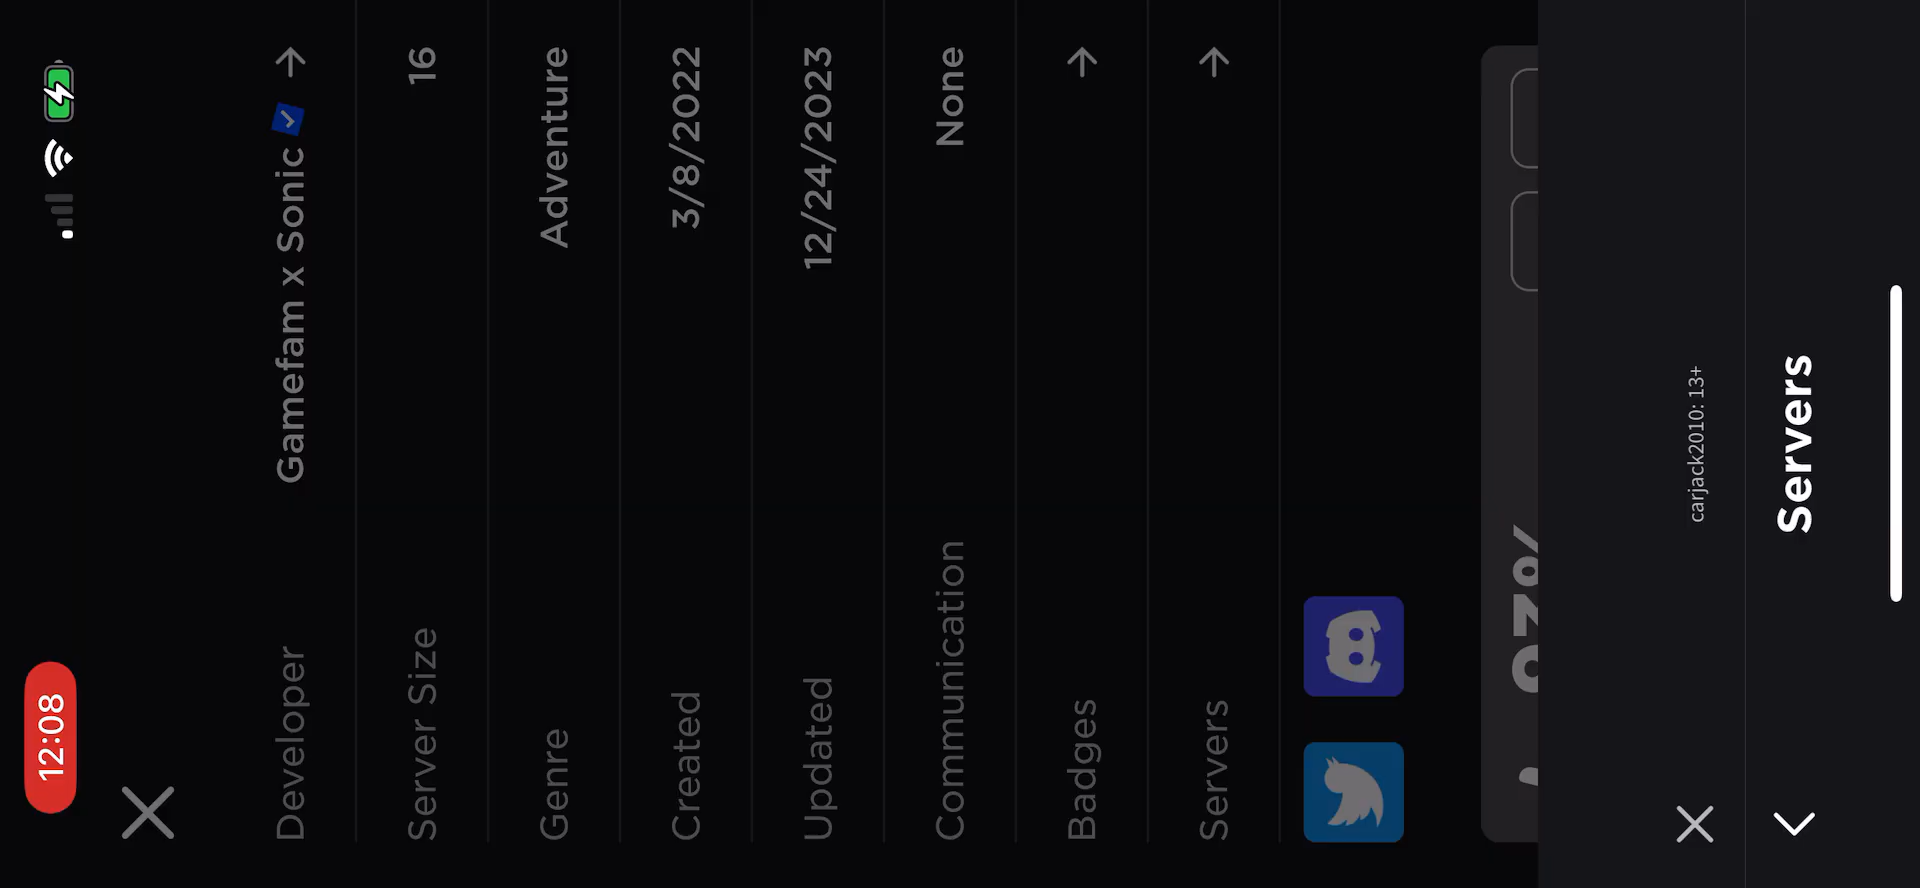 12:08
Developer Gamefam x Sonic
Server Size 16
Genre Adventure
Created 3/8/2022
Updated 12/24/2023
Communication None
Badges
Servers
carjack2010: 13+
Servers